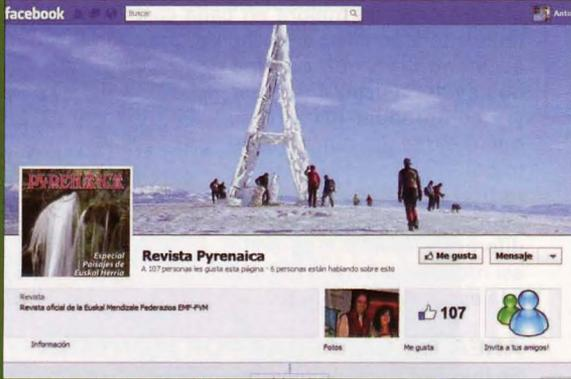 facebook
Buscar
Antio
PYRENAICA
Especial
Paisajes de
Euskal Herria
Revista Pyrenaica
A 107 personas les gusta esta página · 6 personas están hablando sobre esto
Me gusta
Mensaje
Revista
Revista oficial de la Euskal Mendizale Federazioa EMF-FVM
Información
Fotos
107
Me gusta
Invita a tus amigos!